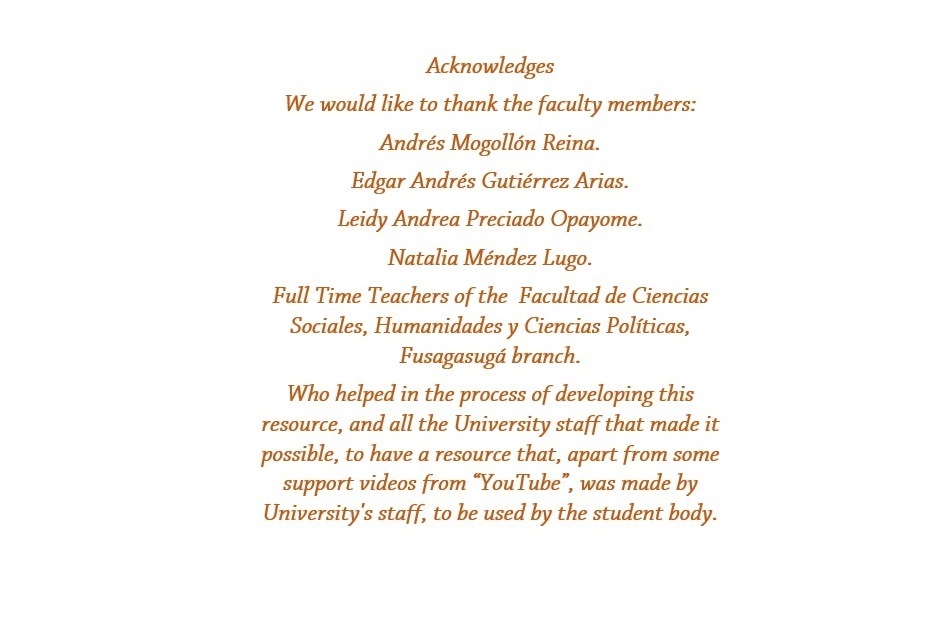 Acknowledges
We would like to thank the faculty members:
Andrés Mogollón Reina.
Edgar Andrés Gutiérrez Arias.
Leidy Andrea Preciado Opayome.
Natalia Méndez Lugo.
Full Time Teachers of the  Facultad de Ciencias
Sociales, Humanidades y Ciencias Políticas,
Fusagasugá branch.
Who helped in the process of developing this
resource, and all the University staff that made it
possible, to have a resource that, apart from some
support videos from “YouTube”, was made by
University's staff, to be used by the student body.